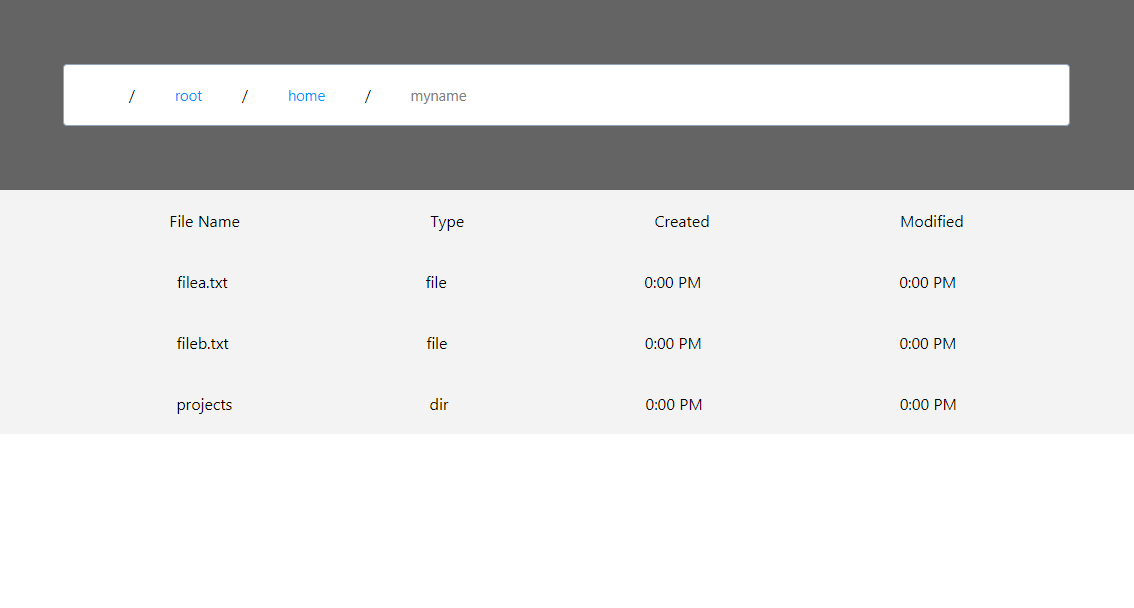 / root / home / myname
File Name Type Created Modified
filea.txt file 0:00 PM 0:00 PM
fileb.txt file 0:00 PM 0:00 PM
projects dir 0:00 PM 0:00 PM